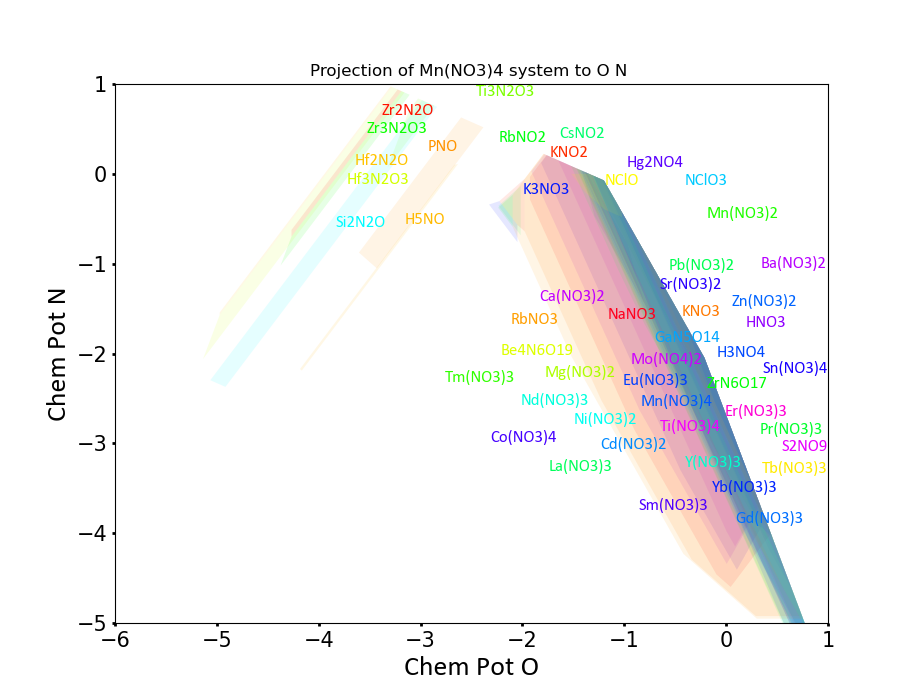 Projection of Mn(NO3)4 system to O N
1
Ti3N2O3
Zr2N2O
Zr3N2O3
RbNO2
CsNO2
PNO
KNO2
Hf2N2O
Hg2NO4
0
Hf3N2O3
K3NO3
NClO
NClO3
Si2N2O
H5NO
Mn(NO3)2
−1
Pb(NO3)2
Ba(NO3)2
Sr(NO3)2
Ca(NO3)2
Zn(NO3)2
RbNO3
NaNO3
KNO3
HNO3
Chem Pot N
−2
Be4N6O19
H3NO4
Mo(NO4)2
Tm(NO3)3
Mg(NO3)2
Eu(NO3)3
ZrN6O17
Sn(NO3)4
Nd(NO3)3
Mn(NO3)4
Ni(NO3)2
Ti(NO3)4
Er(NO3)3
−3
Co(NO3)4
Cd(NO3)2
Pr(NO3)3
S2NO9
La(NO3)3
Y(NO3)3
Tb(NO3)3
Yb(NO3)3
Sm(NO3)3
Gd(NO3)3
−4
−5
−6 −5 −4 −3 −2 −1 0 1
Chem Pot O